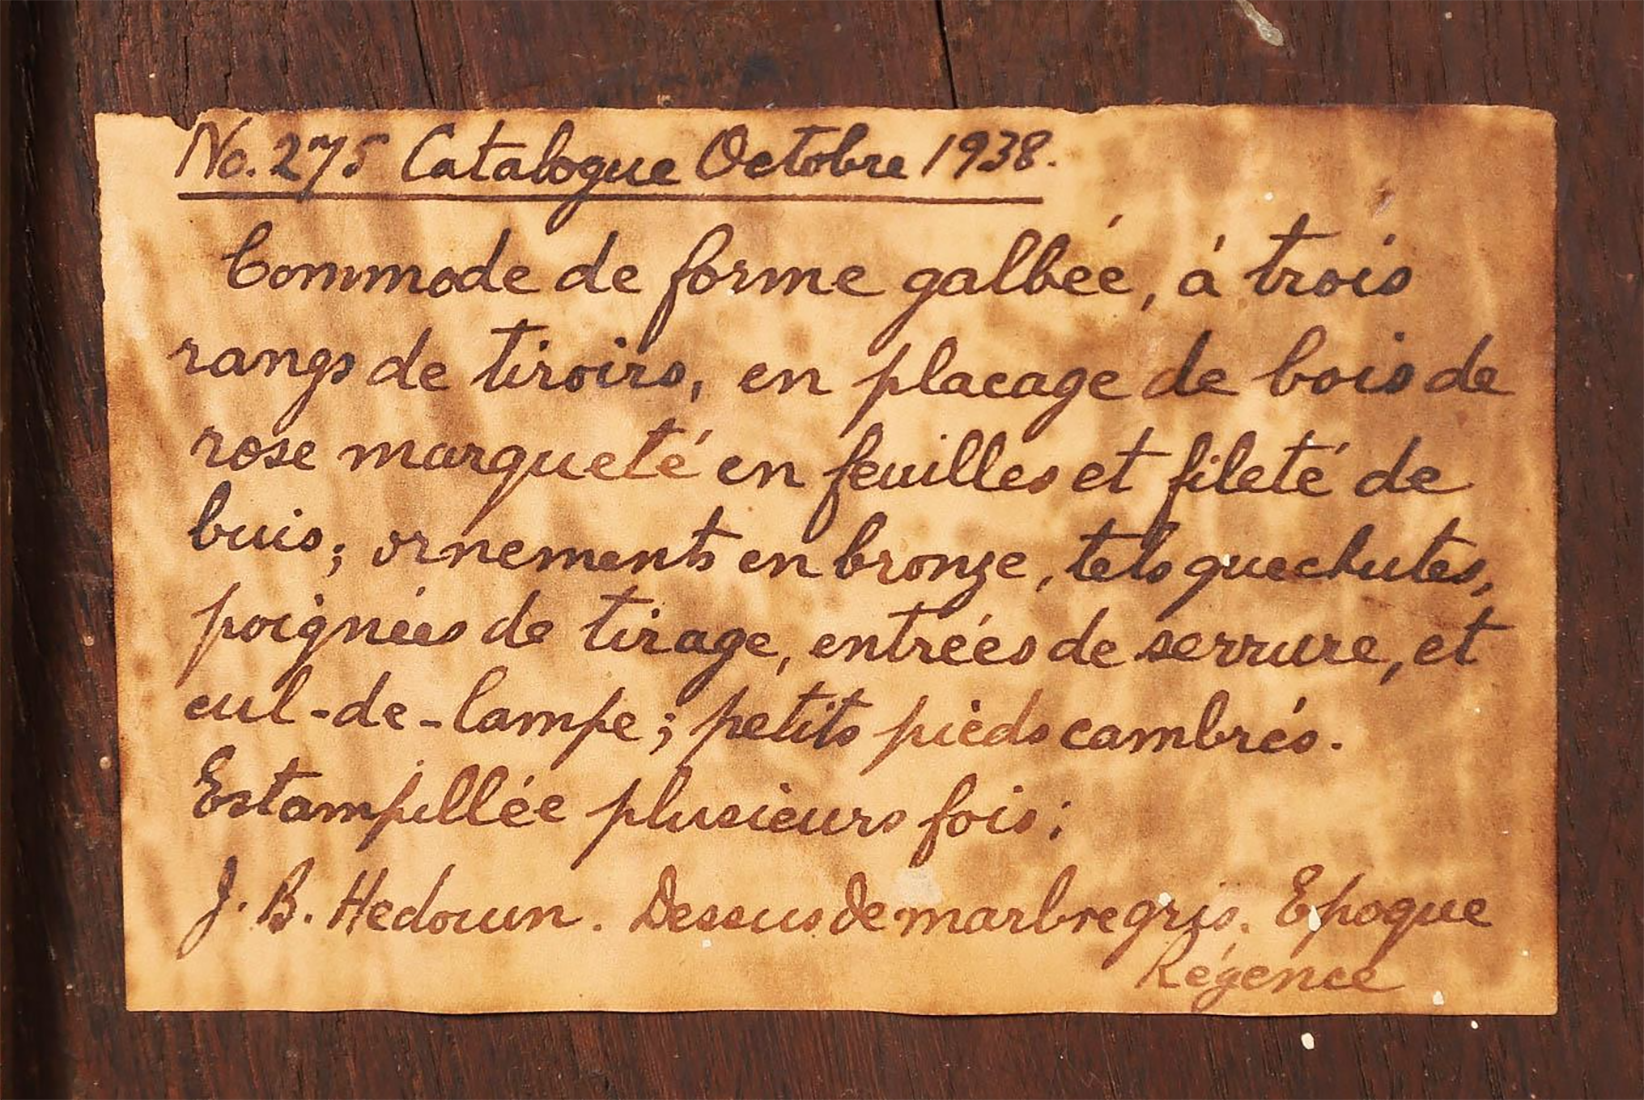 No. 275 Catalogue Octobre 1938.
Commode de forme galbée, à trois
rangs de tiroirs, en placage de bois de
rose marqueté en feuilles et fileté de
buis; ornements en bronze, tels que chutes,
poignées de tirage, entrées de serrure, et
cul-de-lampe; petits pieds cambrés.
Estampillée plusieurs fois:
J. B. Hedouin. Dessus de marbre gris. Epoque
Régence